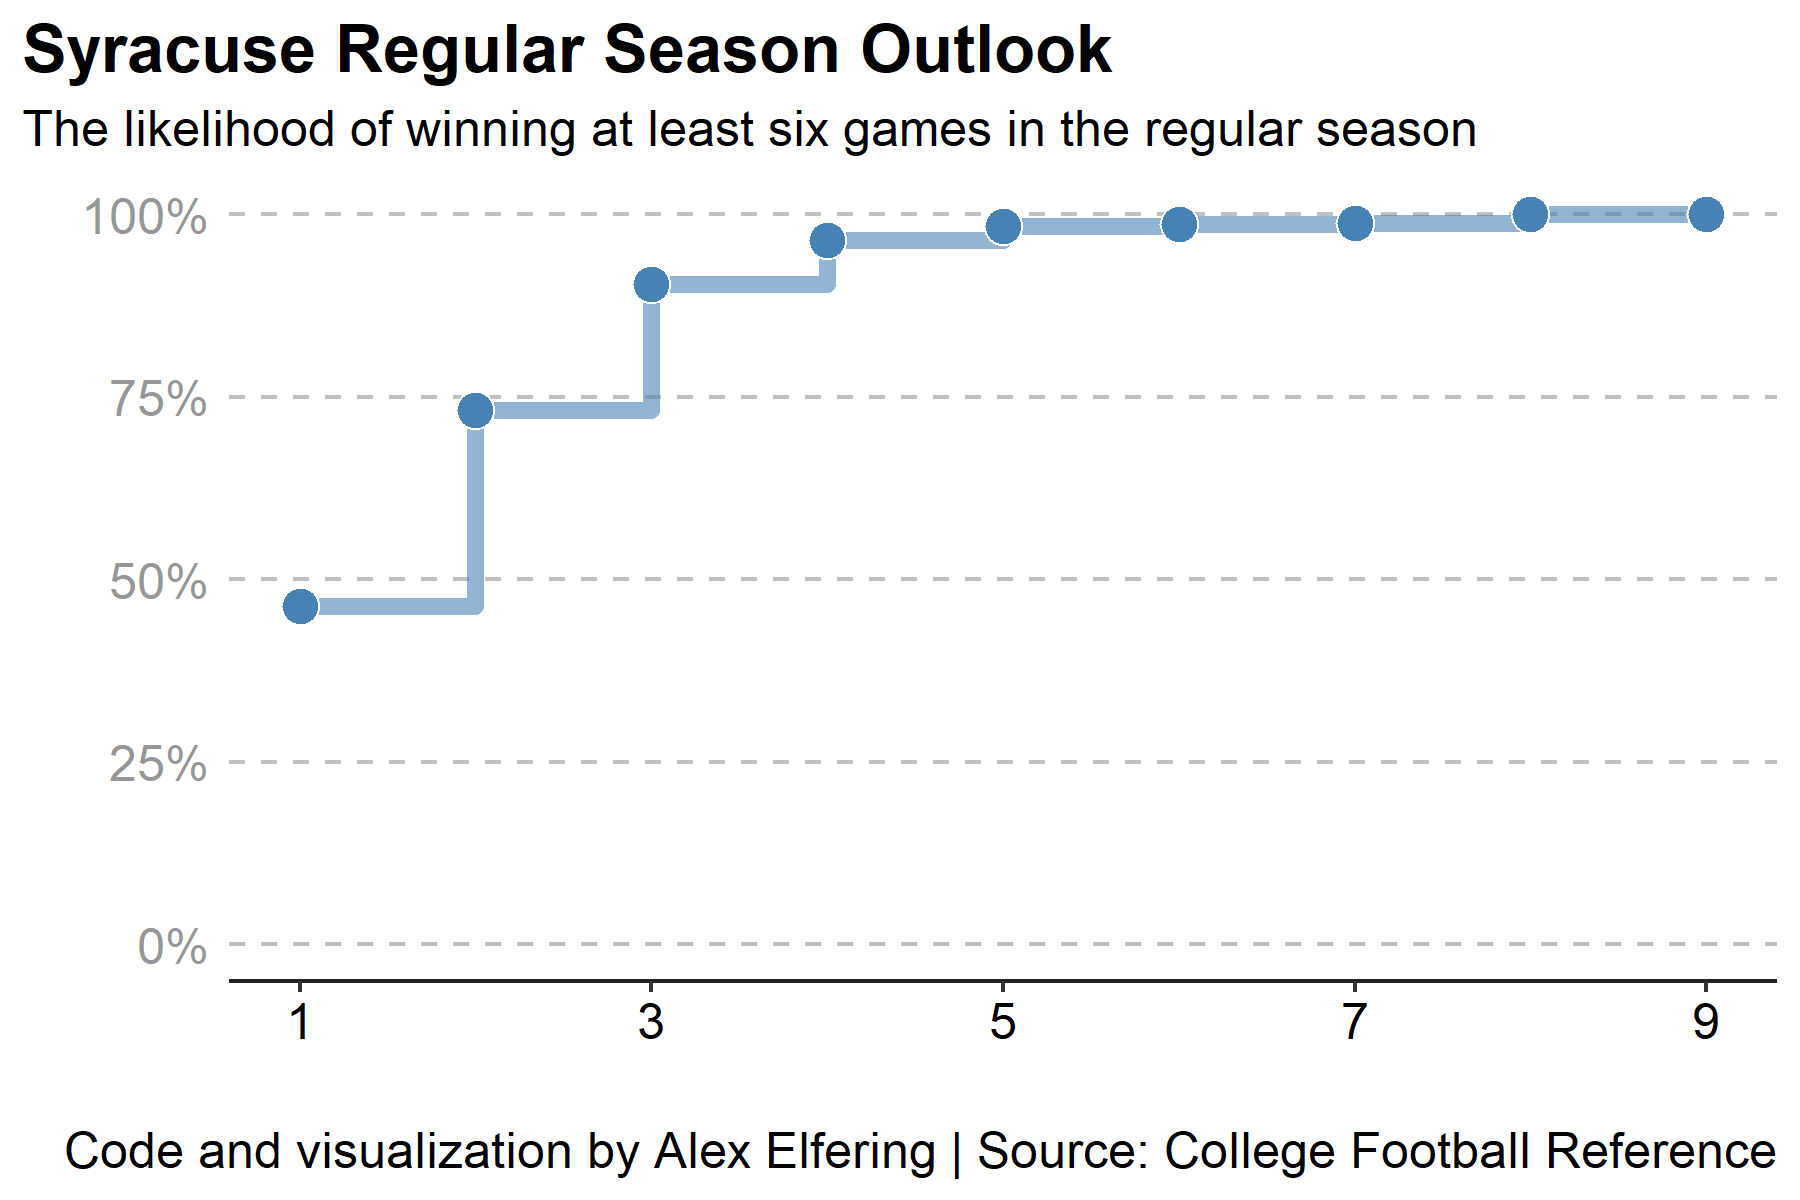 Syracuse Regular Season Outlook
The likelihood of winning at least six games in the regular season
100%
75%
50%
25%
0%
1 3 5 7 9
Code and visualization by Alex Elfering | Source: College Football Reference